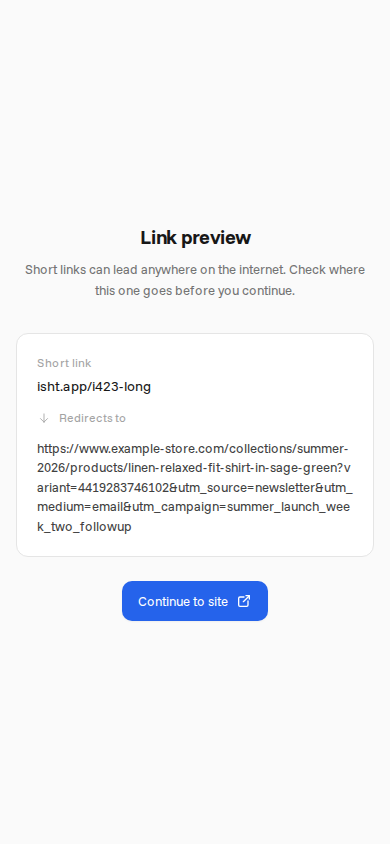 Link preview
Short links can lead anywhere on the internet. Check where
this one goes before you continue.
Short link
isht.app/i423-long
Redirects to
https://www.example-store.com/collections/summer-
2026/products/linen-relaxed-fit-shirt-in-sage-green?v
ariant=4419283746102&utm_source=newsletter&utm_
medium=email&utm_campaign=summer_launch_wee
k_two_followup
Continue to site